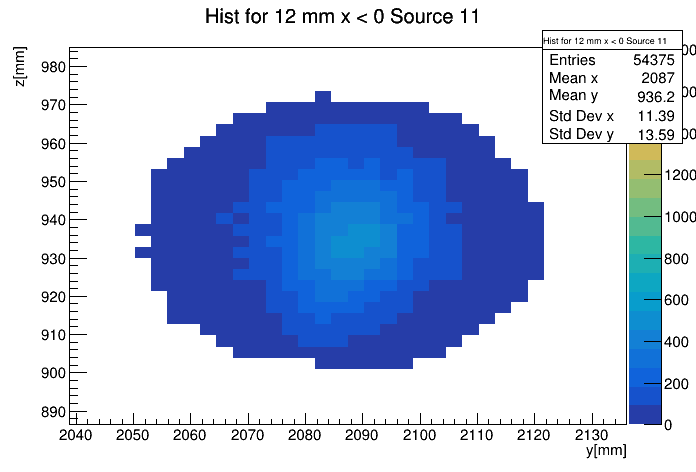 Hist for 12 mm x < 0 Source 11
z[mm]
Hist for 12 mm x < 0 Source 11
Entries 54375
Mean x 2087
Mean y 936.2
Std Dev x 11.39
Std Dev y 13.59
980
970
960
950
940
930
920
910
900
890
1200
1000
800
600
400
200
0
2040 2050 2060 2070 2080 2090 2100 2110 2120 2130
y[mm]